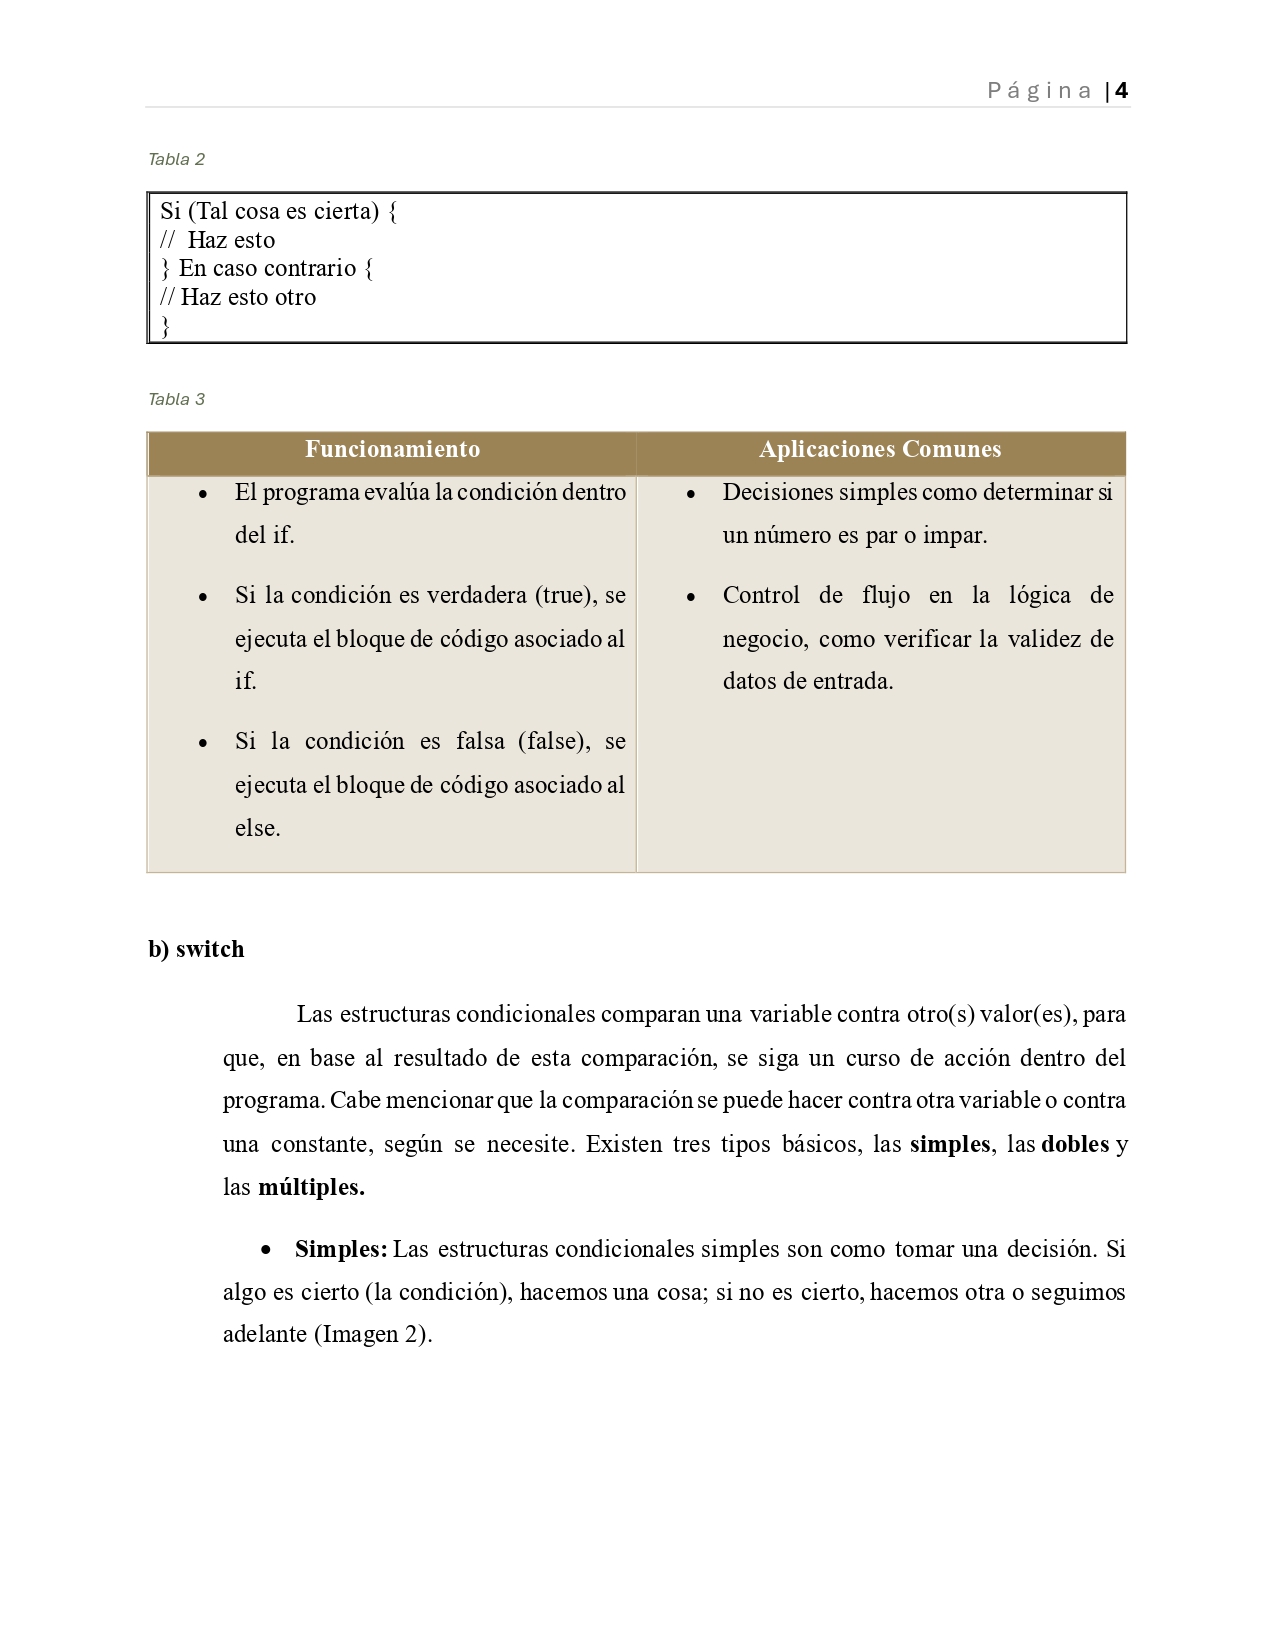 Página | 4
Tabla 2
Si (Tal cosa es cierta) {
// Haz esto
} En caso contrario {
// Haz esto otro
}
Tabla 3
Funcionamiento
• El programa evalúa la condición dentro
del if.
• Si la condición es verdadera (true), se
ejecuta el bloque de código asociado al
if.
• Si la condición es falsa (false), se
ejecuta el bloque de código asociado al
else.
Aplicaciones Comunes
• Decisiones simples como determinar si
un número es par o impar.
• Control de flujo en la lógica de
negocio, como verificar la validez de
datos de entrada.
b) switch
Las estructuras condicionales comparan una variable contra otro(s) valor(es), para
que, en base al resultado de esta comparación, se siga un curso de acción dentro del
programa. Cabe mencionar que la comparación se puede hacer contra otra variable o contra
una constante, según se necesite. Existen tres tipos básicos, las simples, las dobles y
las múltiples.
• Simples: Las estructuras condicionales simples son como tomar una decisión. Si
algo es cierto (la condición), hacemos una cosa; si no es cierto, hacemos otra o seguimos
adelante (Imagen 2).